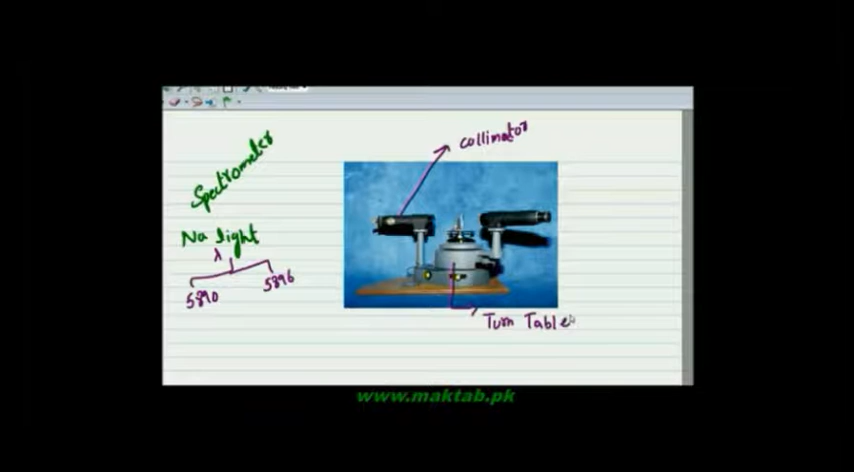 Spectrometer
collimator
Na light
λ
5890
5896
Turn Table
www.maktab.pk